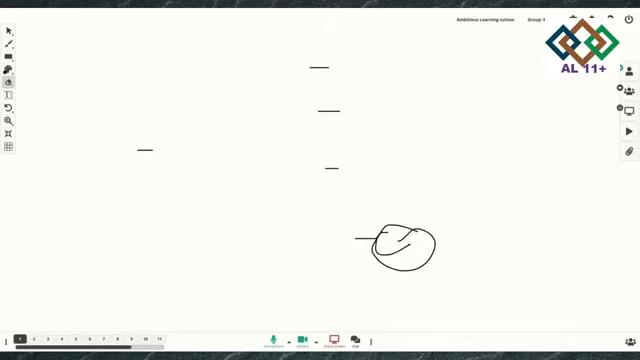 Ambitious Learning tuition Group: 1
AL 11+
1 2 3 4 5 6 7 8 9 10 11
microphone camera share screen chat